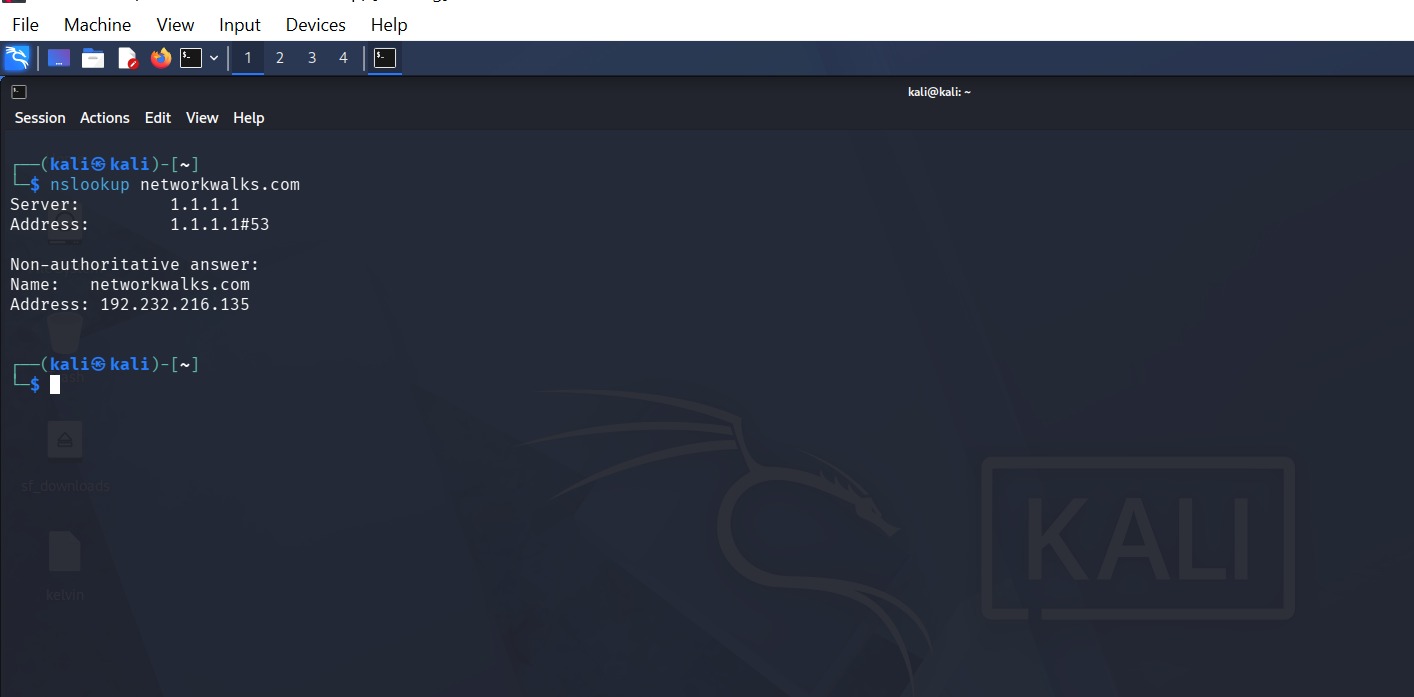 File Machine View Input Devices Help
1 2 3 4
kali@kali: ~
Session Actions Edit View Help
┌──(kali㉿kali)-[~]
└─$ nslookup networkwalks.com
Server:         1.1.1.1
Address:        1.1.1.1#53
Non-authoritative answer:
Name:   networkwalks.com
Address: 192.232.216.135
┌──(kali㉿kali)-[~]
└─$
sf_downloads
kelvin
KALI